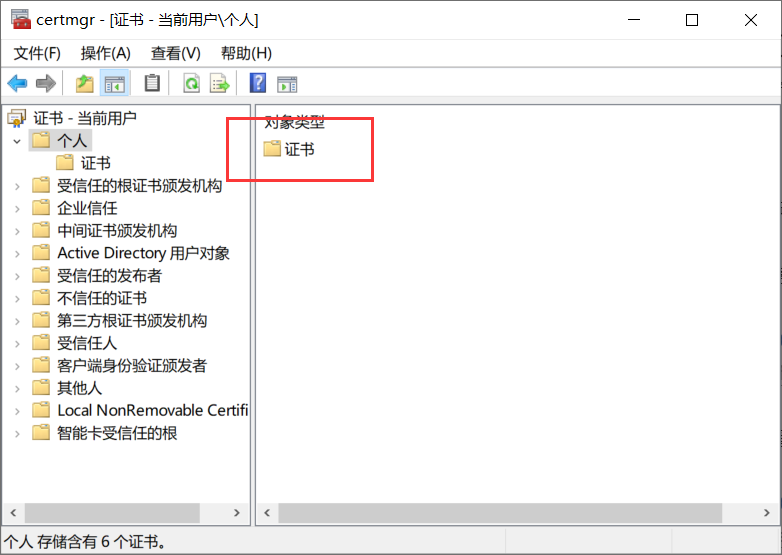 certmgr - [证书 - 当前用户\个人]
文件(F) 操作(A) 查看(V) 帮助(H)
证书 - 当前用户
个人
证书
受信任的根证书颁发机构
企业信任
中间证书颁发机构
Active Directory 用户对象
受信任的发布者
不信任的证书
第三方根证书颁发机构
受信任人
客户端身份验证颁发者
其他人
Local NonRemovable Certifi
智能卡受信任的根
对象类型
证书
个人 存储含有 6 个证书。